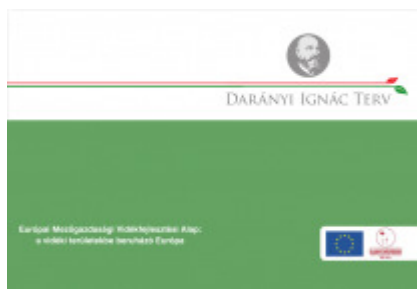 DARÁNYI IGNÁC TERV
Európai Mezőgazdasági Vidékfejlesztési Alap:
a vidéki területekbe beruházó Európa